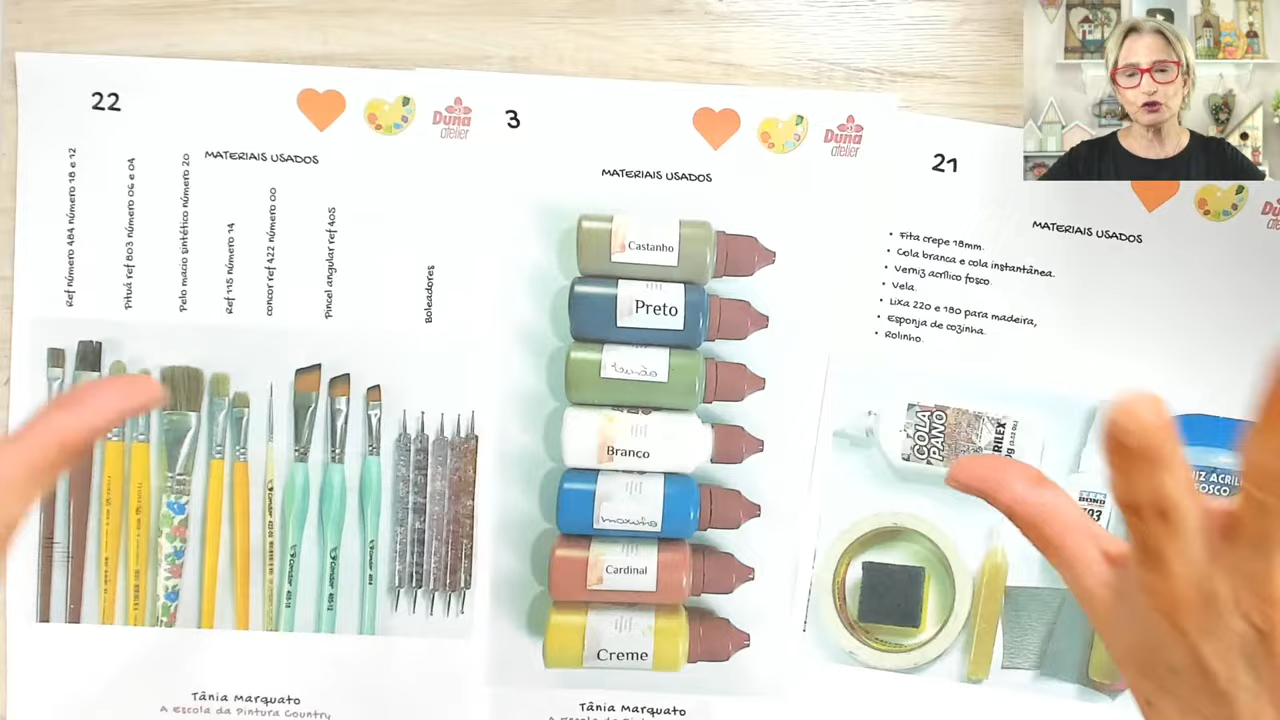 22
Duna
atelier
MATERIAIS USADOS
Ref número 484 número 18 e 12
Pituá ref 803 número 06 e 04
Pelo macio sintético número 20
Ref 115 número 14
concor ref 422 número 00
Pincel angular ref 405
Boleadores
Tânia Marquato
A Escola da Pintura Country
3
Duna
atelier
MATERIAIS USADOS
Castanho
Preto
Branco
Cardinal
Creme
Tânia Marquato
21
MATERIAIS USADOS
• Fita crepe 18mm.
• Cola branca e cola instantânea.
• Verniz acrílico fosco.
• Vela.
• Lixa 220 e 180 para madeira,
• Esponja de cozinha.
• Rolinho.
COLA
PANO
BOND
793
FOSCO